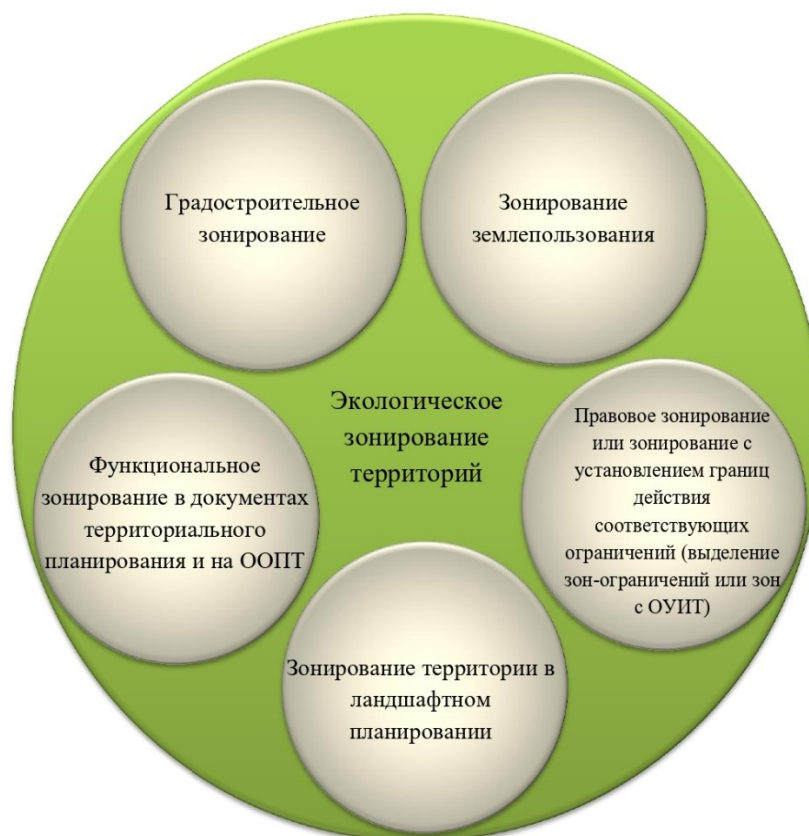 Градостроительное
зонирование
Зонирование
землепользования
Экологическое
зонирование
территорий
Функциональное
зонирование в документах
территориального
планирования и на ООПТ
Правовое зонирование
или зонирование с
установлением границ
действия
соответствующих
ограничений (выделение
зон-ограничений или зон
с ОУИТ)
Зонирование территории в
ландшафтном
планировании